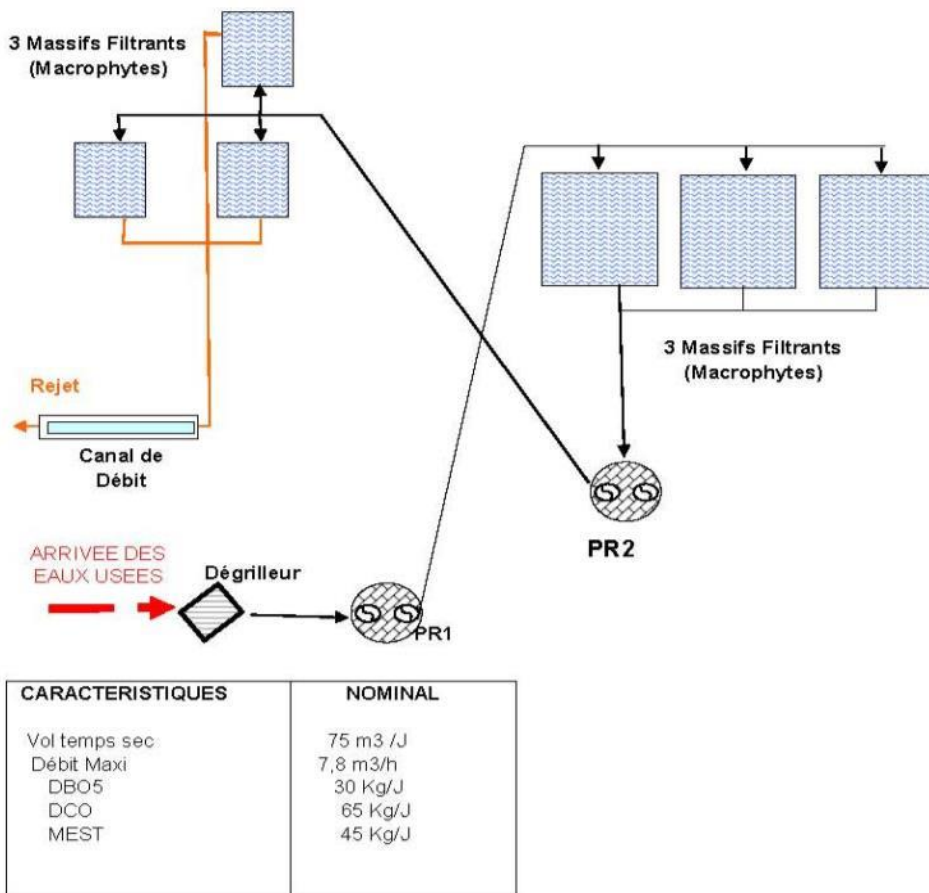 3 Massifs Filtrants
(Macrophytes)
3 Massifs Filtrants
(Macrophytes)
Rejet
Canal de
Débit
PR2
ARRIVEE DES
EAUX USEES
Dégrilleur
PR1
CARACTERISTIQUES NOMINAL
Vol temps sec 75 m3 /J
Débit Maxi 7,8 m3/h
DBO5 30 Kg/J
DCO 65 Kg/J
MEST 45 Kg/J